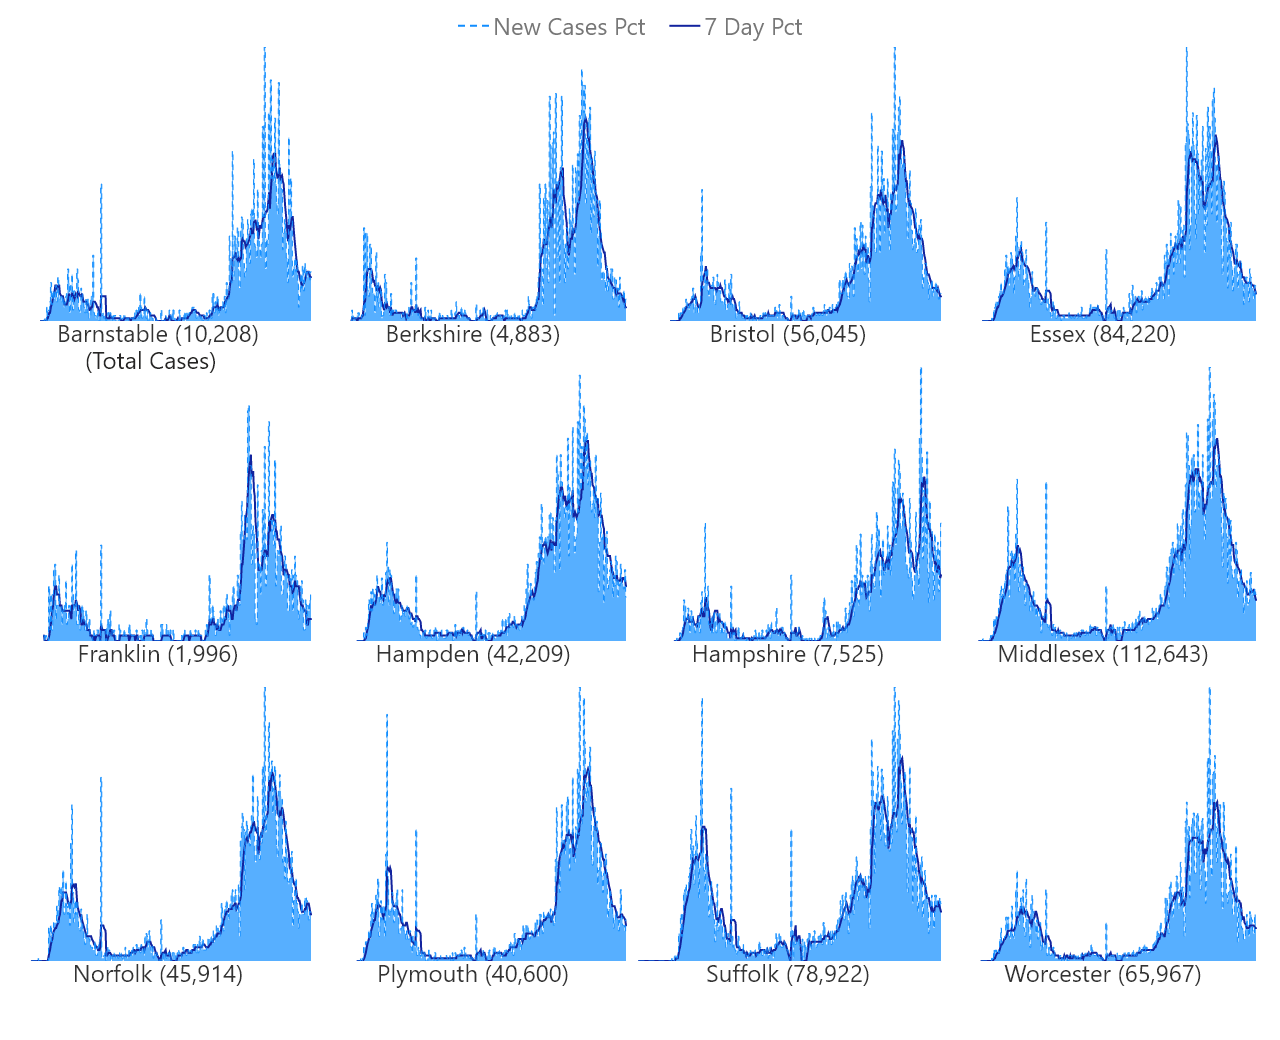 New Cases Pct 7 Day Pct
Barnstable (10,208) Berkshire (4,883) Bristol (56,045) Essex (84,220)
(Total Cases)
Franklin (1,996) Hampden (42,209) Hampshire (7,525) Middlesex (112,643)
Norfolk (45,914) Plymouth (40,600) Suffolk (78,922) Worcester (65,967)